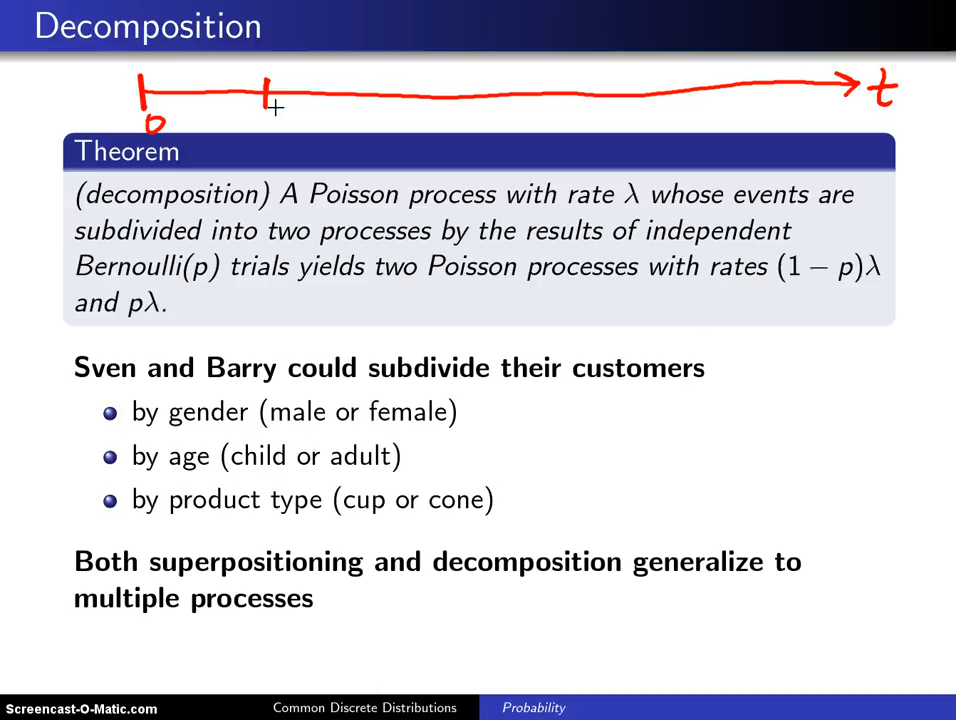 Decomposition
t
0
Theorem
(decomposition) A Poisson process with rate λ whose events are
subdivided into two processes by the results of independent
Bernoulli(p) trials yields two Poisson processes with rates (1 − p)λ
and pλ.
Sven and Barry could subdivide their customers
by gender (male or female)
by age (child or adult)
by product type (cup or cone)
Both superpositioning and decomposition generalize to
multiple processes
Screencast-O-Matic.com Common Discrete Distributions Probability